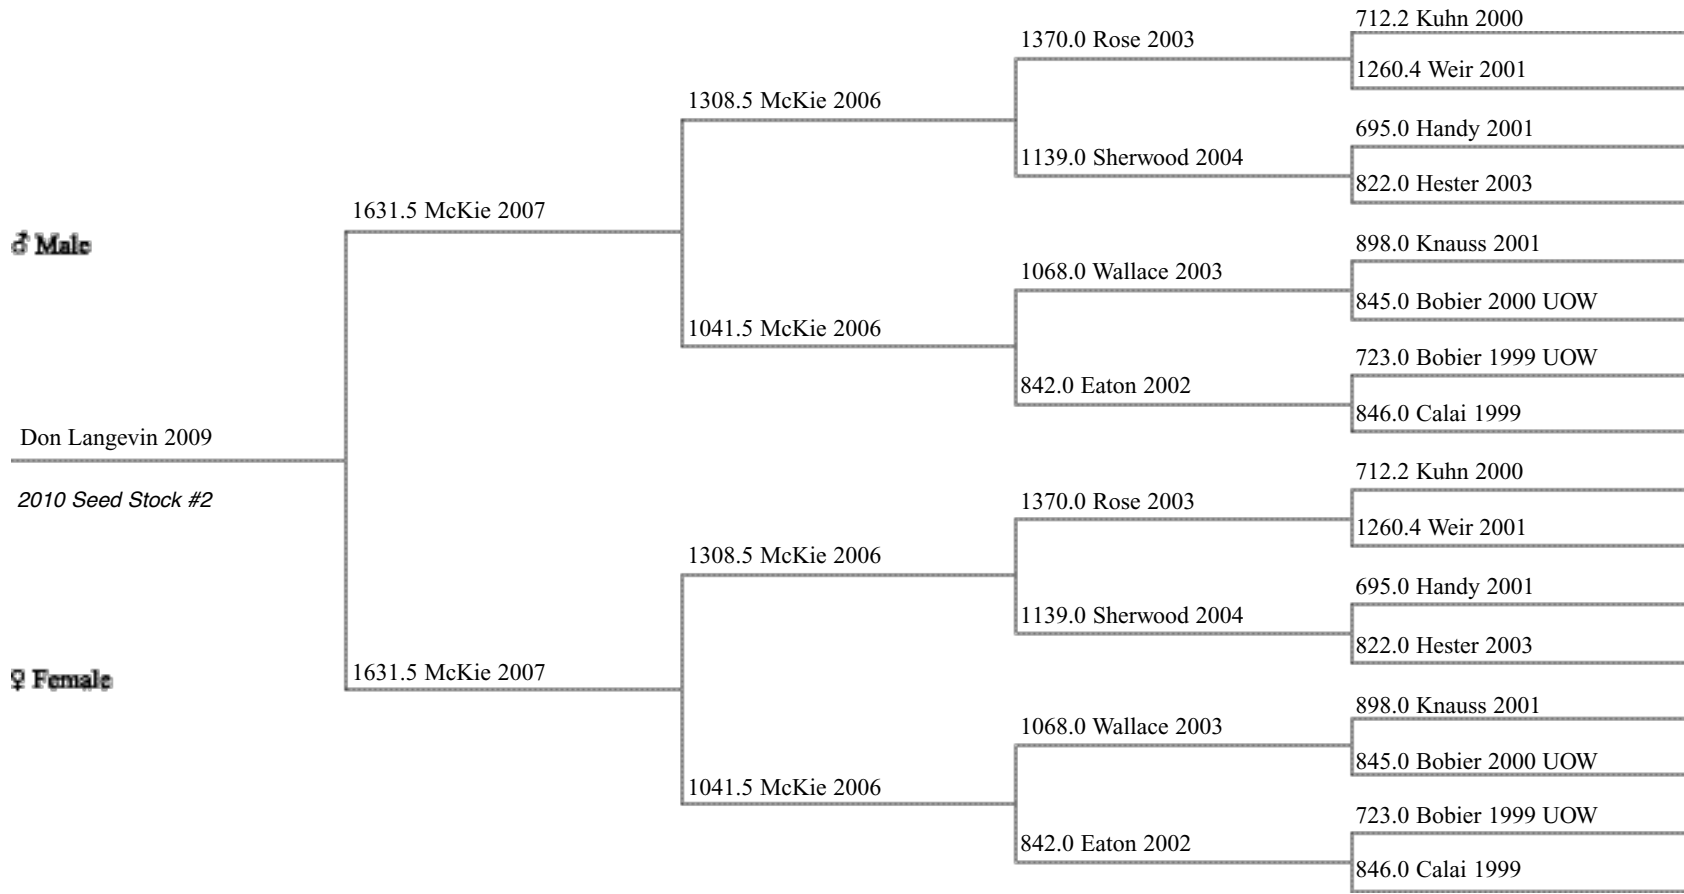 712.2 Kuhn 2000
1370.0 Rose 2003
1260.4 Weir 2001
1308.5 McKie 2006
695.0 Handy 2001
1139.0 Sherwood 2004
822.0 Hester 2003
1631.5 McKie 2007
♂ Male
898.0 Knauss 2001
1068.0 Wallace 2003
845.0 Bobier 2000 UOW
1041.5 McKie 2006
723.0 Bobier 1999 UOW
842.0 Eaton 2002
846.0 Calai 1999
Don Langevin 2009
2010 Seed Stock #2
712.2 Kuhn 2000
1370.0 Rose 2003
1260.4 Weir 2001
1308.5 McKie 2006
695.0 Handy 2001
1139.0 Sherwood 2004
822.0 Hester 2003
1631.5 McKie 2007
♀ Female
898.0 Knauss 2001
1068.0 Wallace 2003
845.0 Bobier 2000 UOW
1041.5 McKie 2006
723.0 Bobier 1999 UOW
842.0 Eaton 2002
846.0 Calai 1999